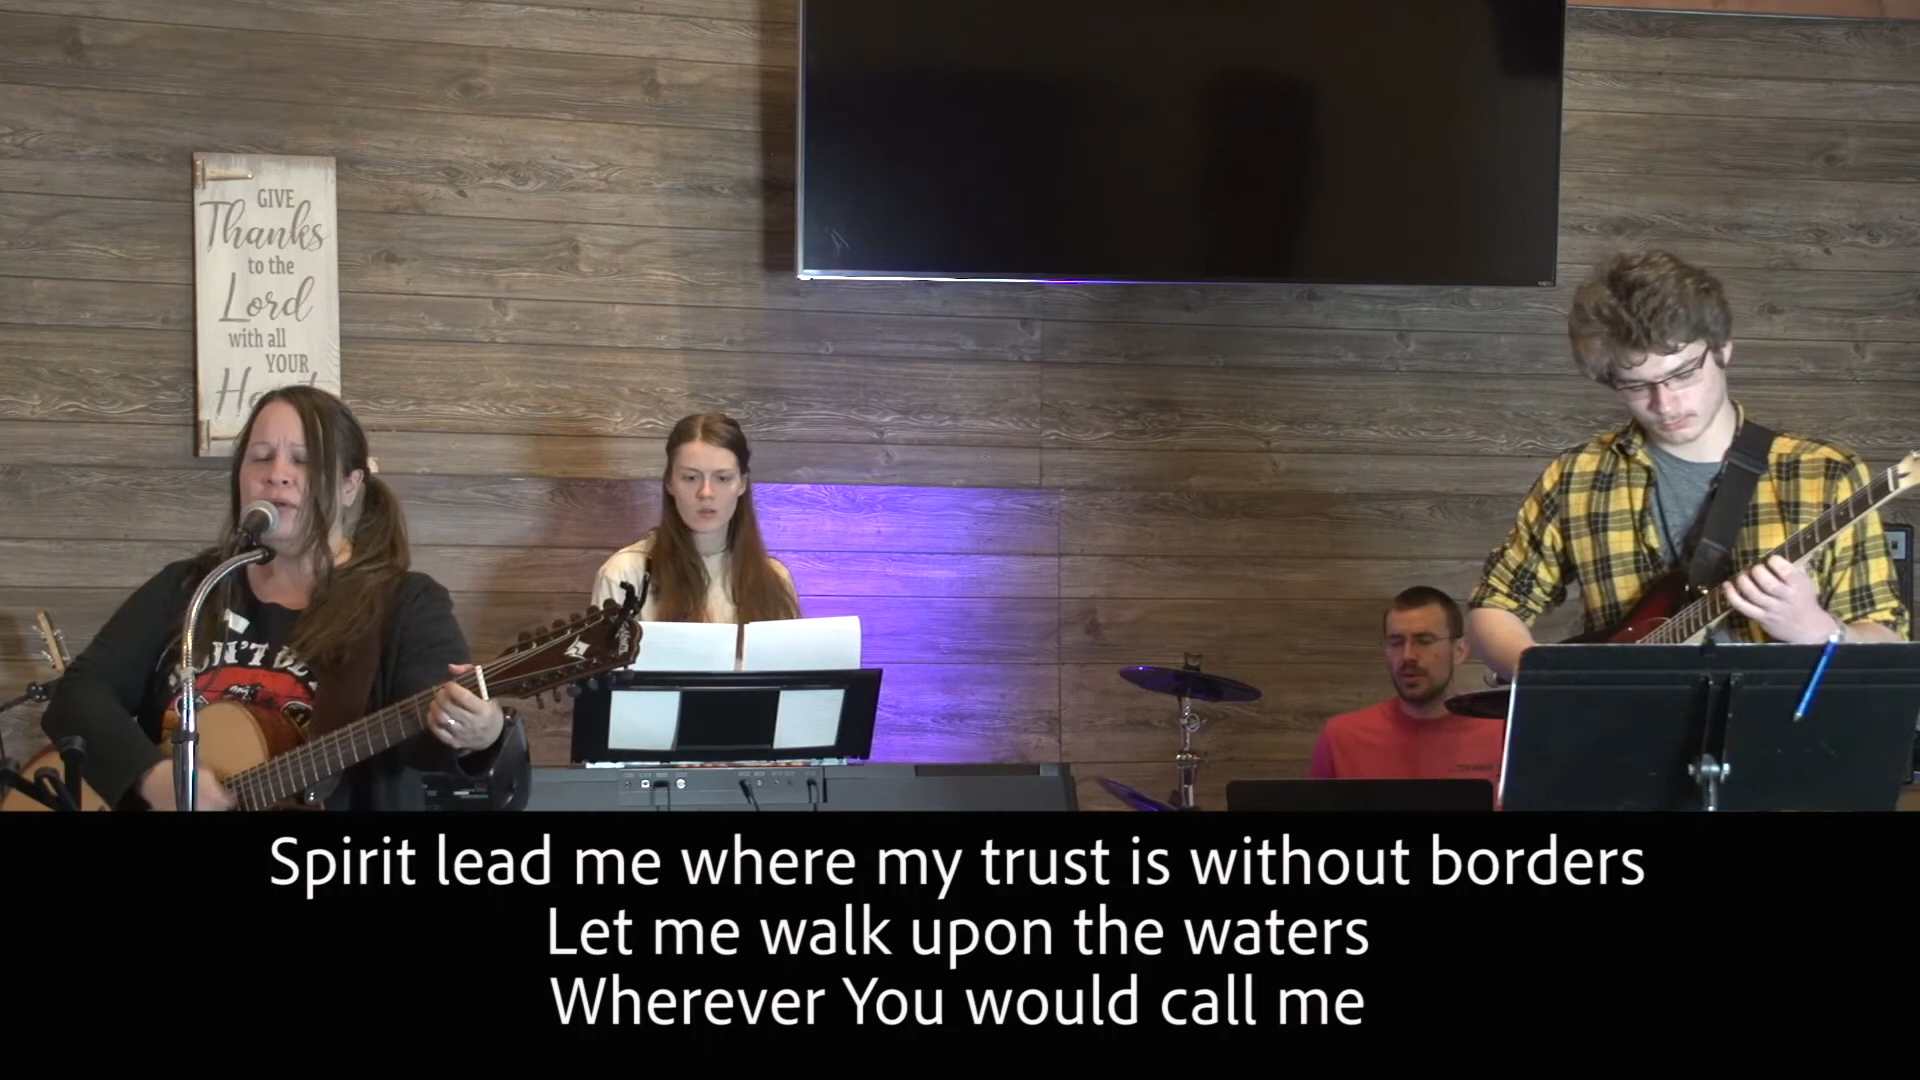 GIVE
Thanks
to the
Lord
with all
YOUR
Spirit lead me where my trust is without borders
Let me walk upon the waters
Wherever You would call me